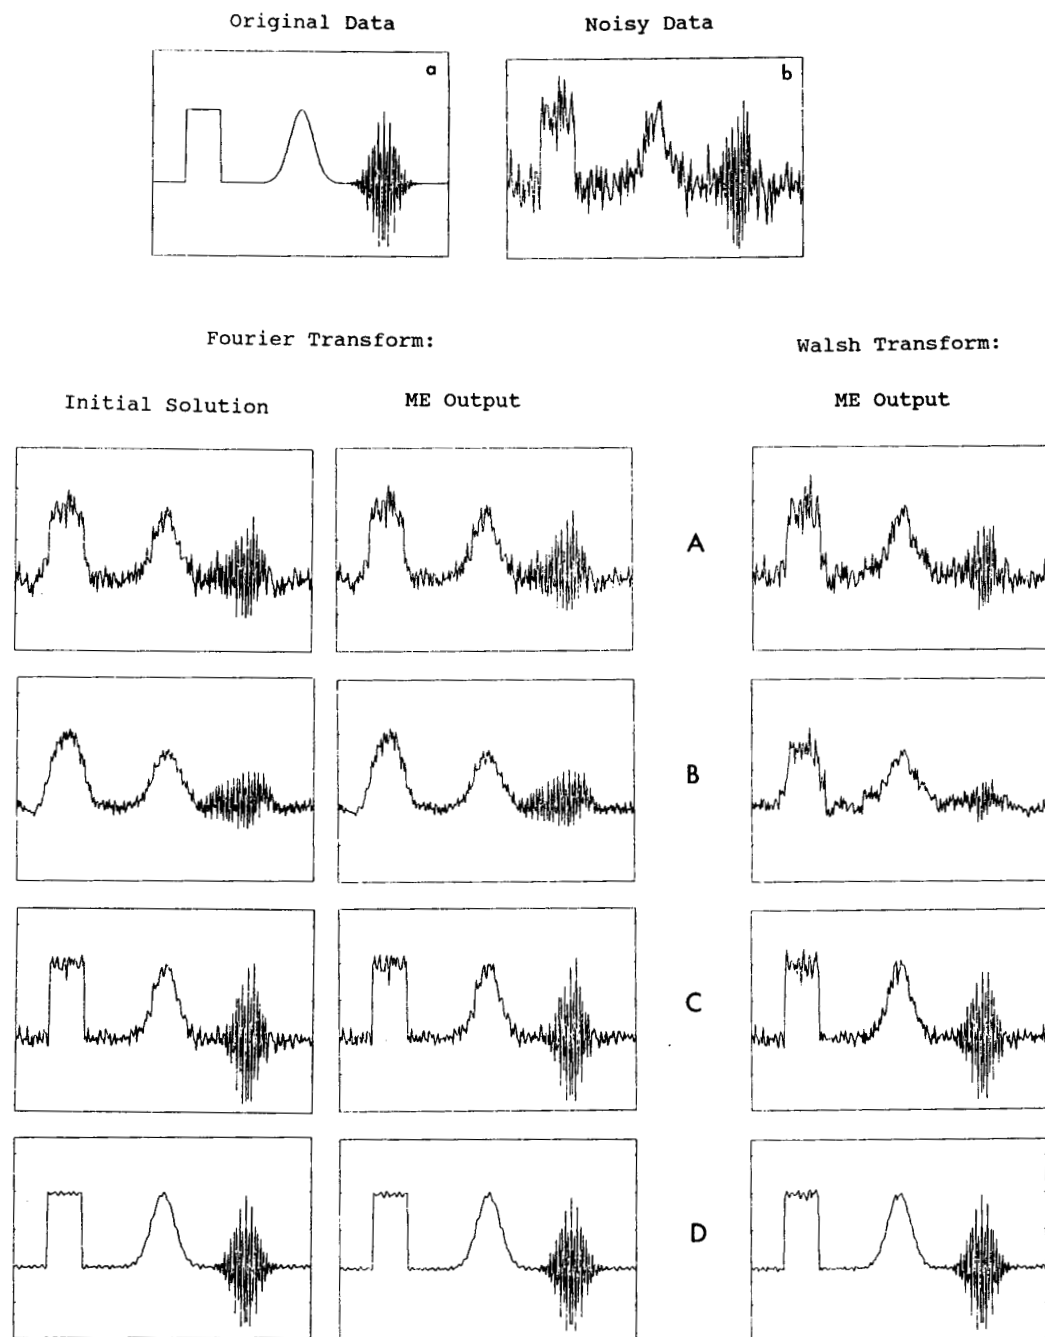 Original Data
Noisy Data
a
b
Fourier Transform:
Walsh Transform:
Initial Solution
ME Output
ME Output
A
B
C
D